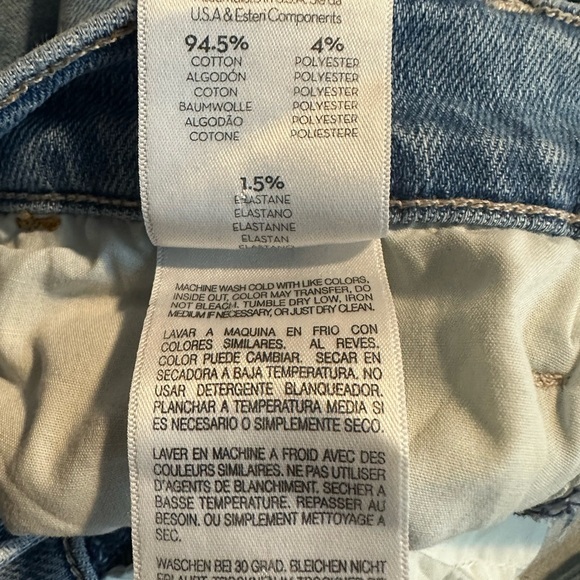 U.S.A & Esteri Components
94.5% 4%
COTTON POLYESTER
ALGODÓN POLYESTER
COTON POLYESTER
BAUMWOLLE POLYESTER
ALGODÃO POLYESTER
COTONE POLIESTERE
1.5%
ELASTANE
ELASTANO
ELASTANNE
ELASTAN
MACHINE WASH COLD WITH LIKE COLORS,
INSIDE OUT, COLOR MAY TRANSFER, DO
NOT BLEACH. TUMBLE DRY LOW, IRON
MEDIUM IF NECESSARY, OR JUST DRY CLEAN.
LAVAR A MAQUINA EN FRIO CON
COLORES SIMILARES. AL REVES.
COLOR PUEDE CAMBIAR. SECAR EN
SECADORA A BAJA TEMPERATURA. NO
USAR DETERGENTE BLANQUEADOR.
PLANCHAR A TEMPERATURA MEDIA SI
ES NECESARIO O SIMPLEMENTE SECO.
LAVER EN MACHINE A FROID AVEC DES
COULEURS SIMILAIRES. NE PAS UTILISER
D'AGENTS DE BLANCHIMENT, SECHER A
BASSE TEMPERATURE. REPASSER AU
BESOIN. OU SIMPLEMENT METTOYAGE A
SEC.
WASCHEN BEI 30 GRAD. BLEICHEN NICHT